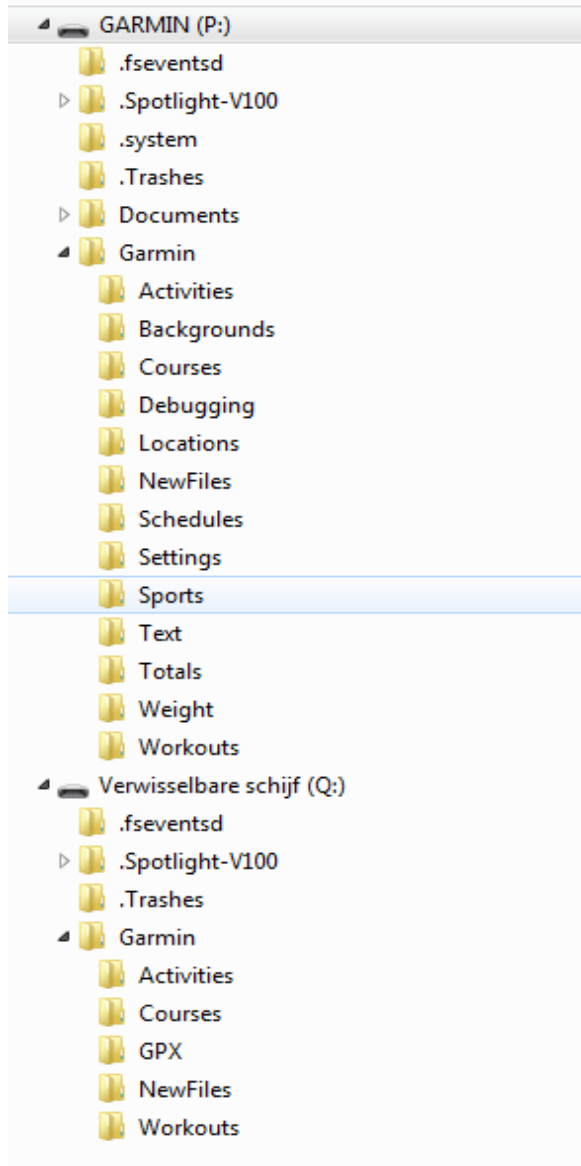 GARMIN (P:)
.fseventsd
.Spotlight-V100
.system
.Trashes
Documents
Garmin
Activities
Backgrounds
Courses
Debugging
Locations
NewFiles
Schedules
Settings
Sports
Text
Totals
Weight
Workouts
Verwisselbare schijf (Q:)
.fseventsd
.Spotlight-V100
.Trashes
Garmin
Activities
Courses
GPX
NewFiles
Workouts